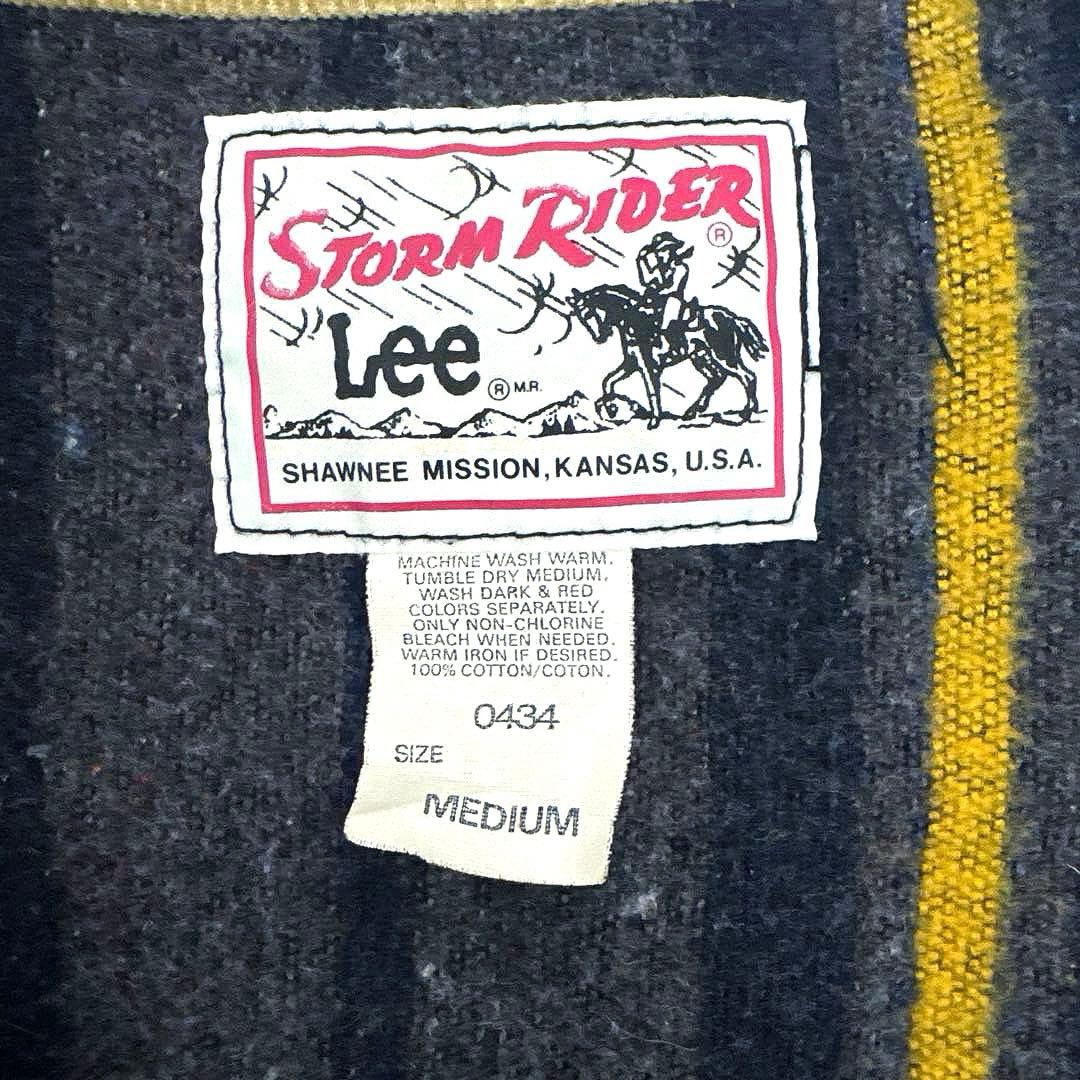 STORM RIDER ®
Lee ® M.R.
SHAWNEE MISSION, KANSAS, U.S.A.
MACHINE WASH WARM.
TUMBLE DRY MEDIUM.
WASH DARK & RED
COLORS SEPARATELY.
ONLY NON-CHLORINE
BLEACH WHEN NEEDED.
WARM IRON IF DESIRED.
100% COTTON/COTON.
0434
SIZE
MEDIUM